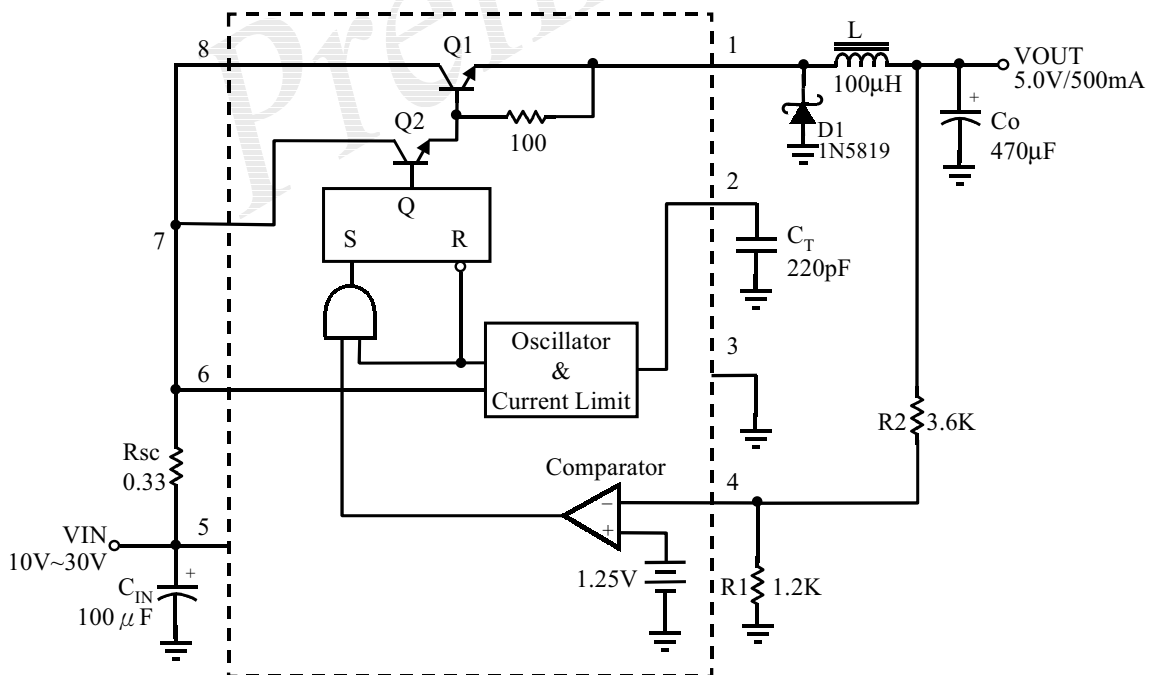 8
Q1
1
L
VOUT
5.0V/500mA
100μH
Q2
100
D1
1N5819
Co
470μF
+
2
Q
S
R
7
C_T
220pF
Oscillator
&
Current Limit
3
6
R2
3.6K
Rsc
0.33
Comparator
4
−
+
VIN
10V~30V
5
1.25V
R1
1.2K
C_IN
+
100μF